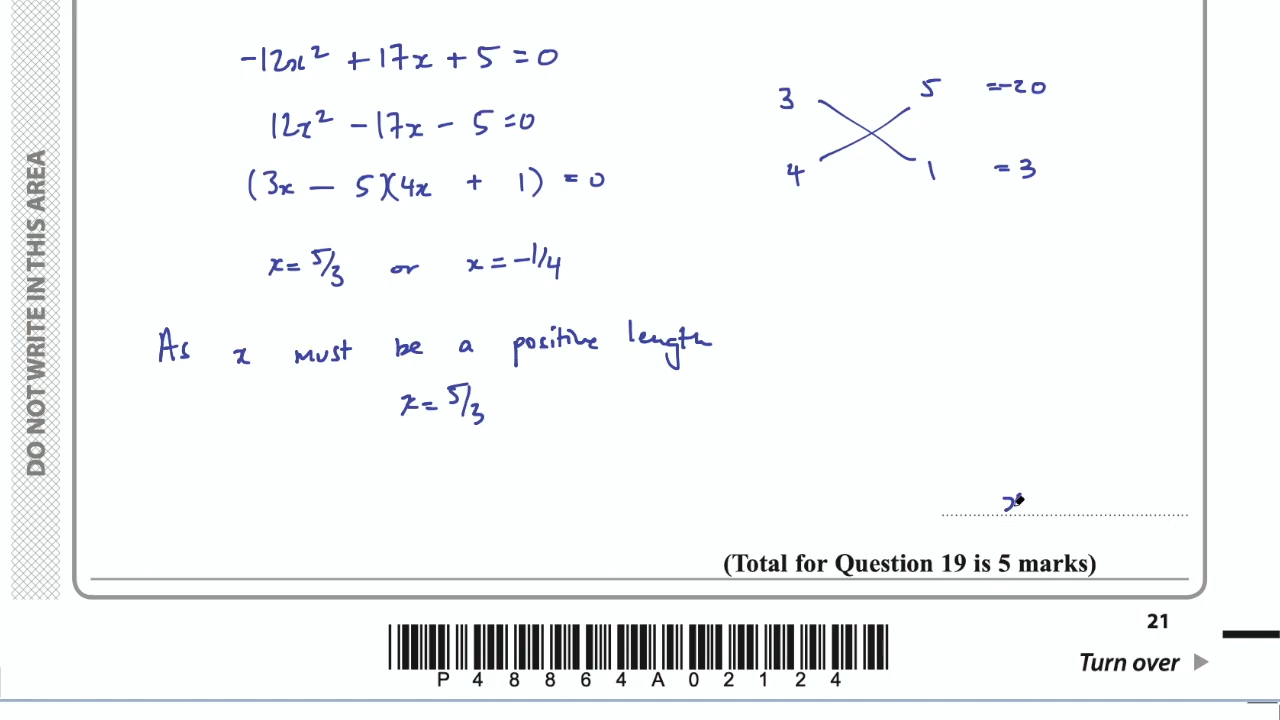 -12x² + 17x + 5 = 0
12x² - 17x - 5 = 0
(3x - 5)(4x + 1) = 0
3 5 =-20
4 1 = 3
x = 5/3 or x = -1/4
As x must be a positive length
x = 5/3
x
(Total for Question 19 is 5 marks)
DO NOT WRITE IN THIS AREA
21
Turn over
P 4 8 8 6 4 A 0 2 1 2 4